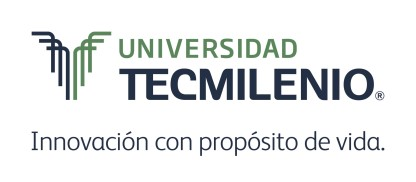 UNIVERSIDAD
TECMILENIO®
Innovación con propósito de vida.